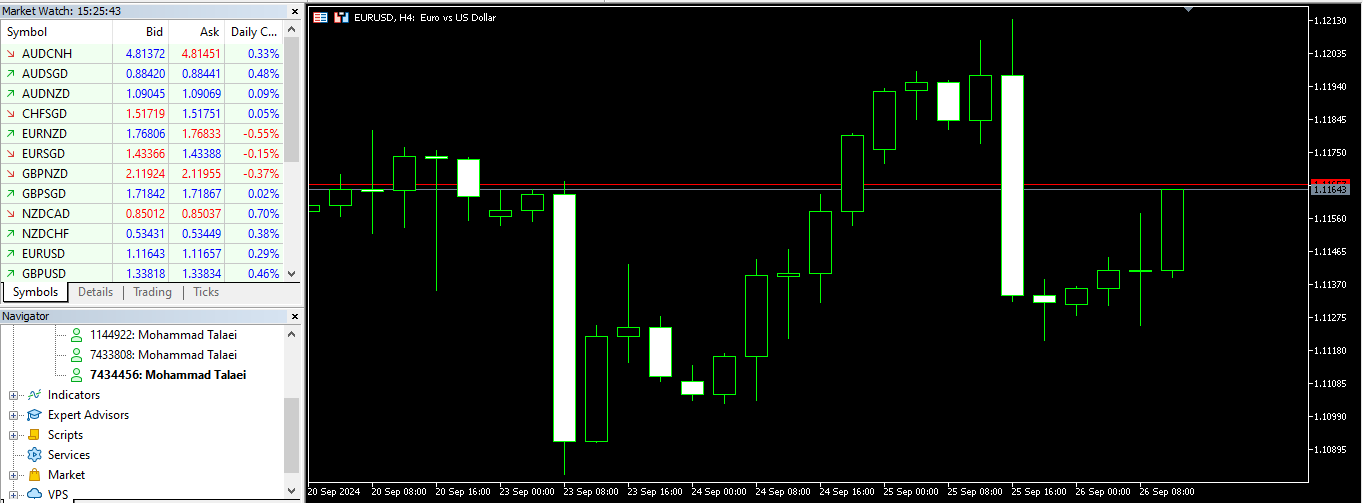 Market Watch: 15:25:43
Symbol Bid Ask Daily C...
AUDCNH 4.81372 4.81451 0.33%
AUDSGD 0.88420 0.88441 0.48%
AUDNZD 1.09045 1.09069 0.09%
CHFSGD 1.51719 1.51751 0.05%
EURNZD 1.76806 1.76833 -0.55%
EURSGD 1.43366 1.43388 -0.15%
GBPNZD 2.11924 2.11955 -0.37%
GBPSGD 1.71842 1.71867 0.02%
NZDCAD 0.85012 0.85037 0.70%
NZDCHF 0.53431 0.53449 0.38%
EURUSD 1.11643 1.11657 0.29%
GBPUSD 1.33818 1.33834 0.46%
Symbols Details Trading Ticks
Navigator
1144922: Mohammad Talaei
7433808: Mohammad Talaei
7434456: Mohammad Talaei
Indicators
Expert Advisors
Scripts
Services
Market
VPS
EURUSD, H4: Euro vs US Dollar
1.12130
1.12035
1.11940
1.11845
1.11750
1.11643
1.11560
1.11465
1.11370
1.11275
1.11180
1.11085
1.10990
1.10895
20 Sep 2024 20 Sep 08:00 20 Sep 16:00 23 Sep 00:00 23 Sep 08:00 23 Sep 16:00 24 Sep 00:00 24 Sep 08:00 24 Sep 16:00 25 Sep 00:00 25 Sep 08:00 25 Sep 16:00 26 Sep 00:00 26 Sep 08:00